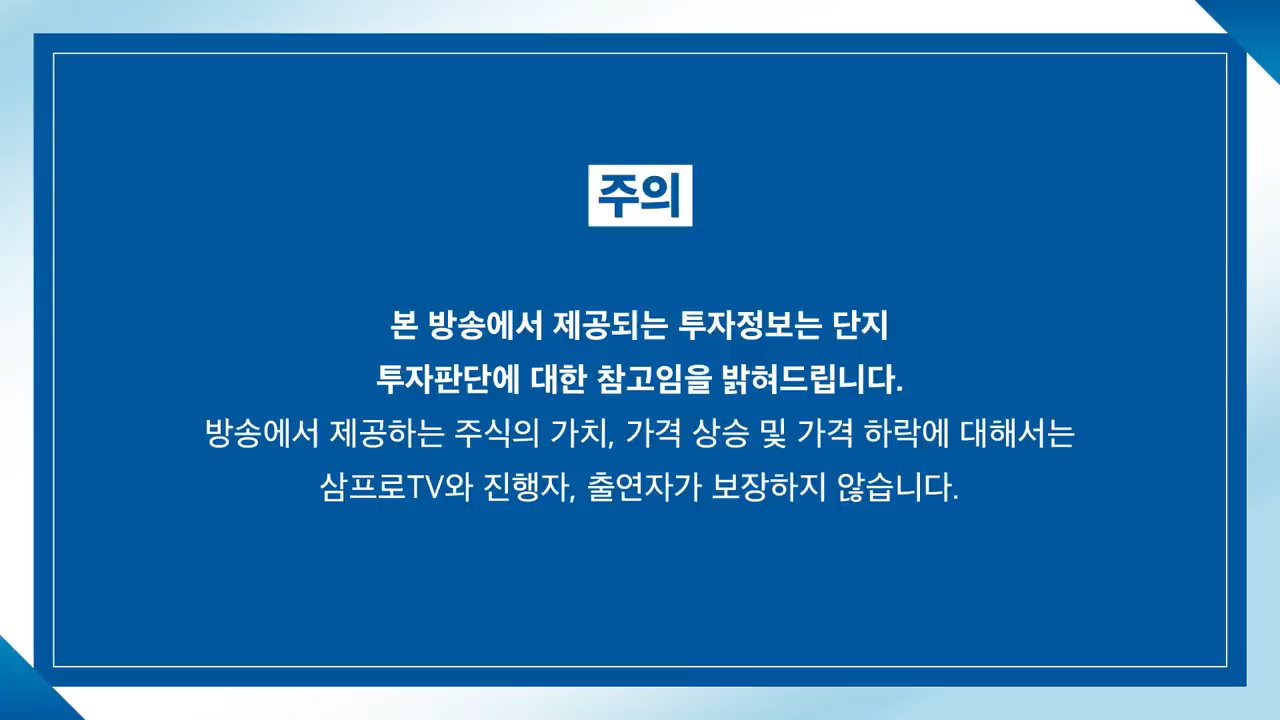 주의
본 방송에서 제공되는 투자정보는 단지
투자판단에 대한 참고임을 밝혀드립니다.
방송에서 제공하는 주식의 가치, 가격 상승 및 가격 하락에 대해서는
삼프로TV와 진행자, 출연자가 보장하지 않습니다.